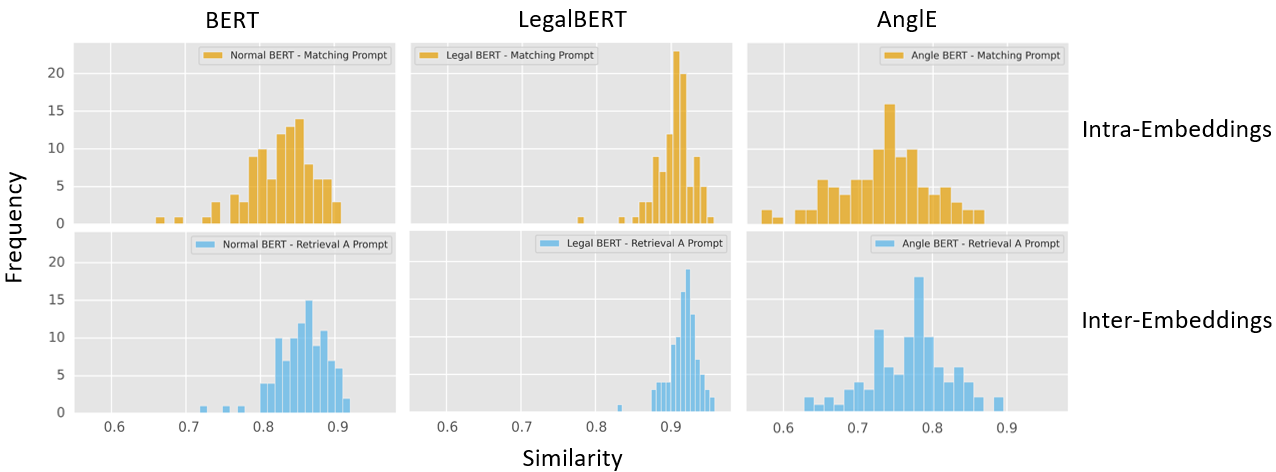 BERT
LegalBERT
AnglE
Normal BERT - Matching Prompt
Legal BERT - Matching Prompt
Angle BERT - Matching Prompt
20
15
10
5
0
Intra-Embeddings
Frequency
Normal BERT - Retrieval A Prompt
Legal BERT - Retrieval A Prompt
Angle BERT - Retrieval A Prompt
20
15
10
5
0
Inter-Embeddings
0.6 0.7 0.8 0.9 0.6 0.7 0.8 0.9 0.6 0.7 0.8 0.9
Similarity